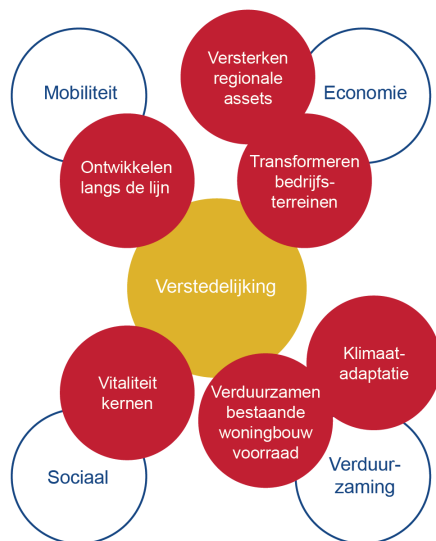 Versterken
regionale
assets
Mobiliteit
Economie
Ontwikkelen
langs de lijn
Transformeren
bedrijfs-
terreinen
Verstedelijking
Klimaat-
adaptatie
Vitaliteit
kernen
Verduurzamen
bestaande
woningbouw
voorraad
Sociaal
Verduur-
zaming